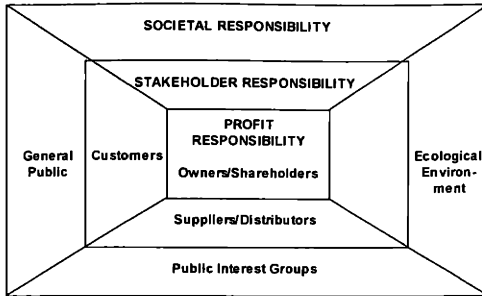 SOCIETAL RESPONSIBILITY
STAKEHOLDER RESPONSIBILITY
PROFIT
RESPONSIBILITY
Owners/Shareholders
General
Public
Customers
Ecological
Environ-
ment
Suppliers/Distributors
Public Interest Groups